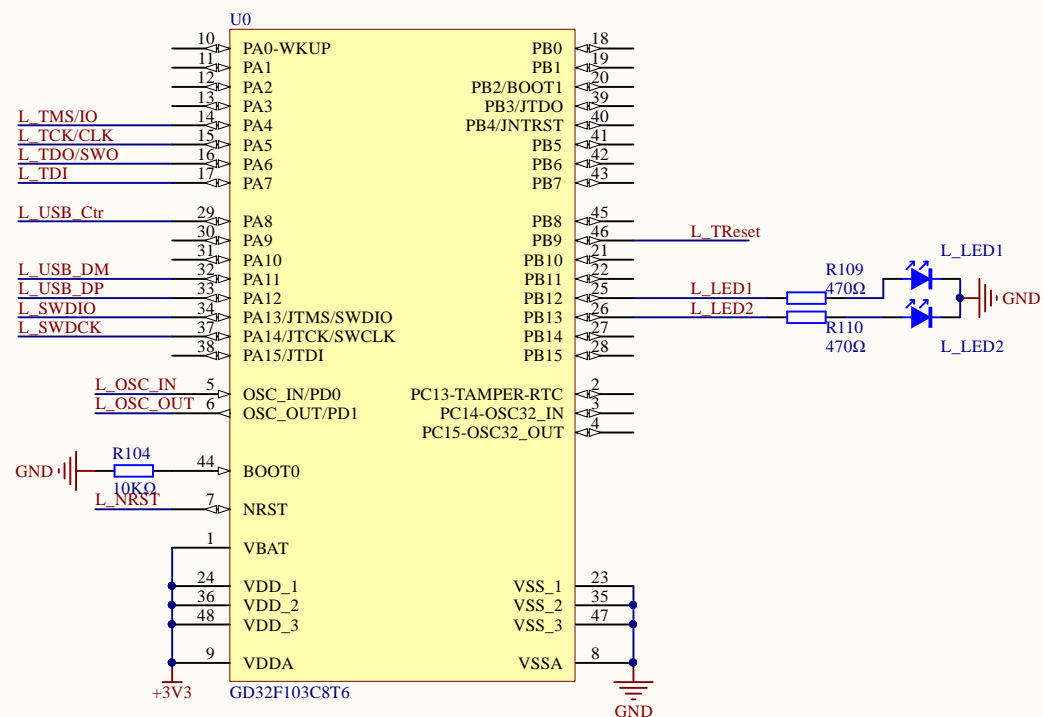 U0
10 PA0-WKUP PB0 18
11 PA1 PB1 19
12 PA2 PB2/BOOT1 20
13 PA3 PB3/JTDO 39
L_TMS/IO 14 PA4 PB4/JNTRST 40
L_TCK/CLK 15 PA5 PB5 41
L_TDO/SWO 16 PA6 PB6 42
L_TDI 17 PA7 PB7 43
L_USB_Ctr 29 PA8 PB8 45
30 PA9 PB9 46 L_TReset
31 PA10 PB10 21
L_USB_DM 32 PA11 PB11 22
L_USB_DP 33 PA12 PB12 25 L_LED1 R109 470Ω L_LED1
L_SWDIO 34 PA13/JTMS/SWDIO PB13 26 L_LED2 R110 470Ω L_LED2 GND
L_SWDCK 37 PA14/JTCK/SWCLK PB14 27
38 PA15/JTDI PB15 28
L_OSC_IN 5 OSC_IN/PD0 PC13-TAMPER-RTC 2
L_OSC_OUT 6 OSC_OUT/PD1 PC14-OSC32_IN 3
PC15-OSC32_OUT 4
GND R104 10KΩ 44 BOOT0
L_NRST 7 NRST
1 VBAT
24 VDD_1 VSS_1 23
36 VDD_2 VSS_2 35
48 VDD_3 VSS_3 47
9 VDDA VSSA 8
+3V3 GD32F103C8T6 GND